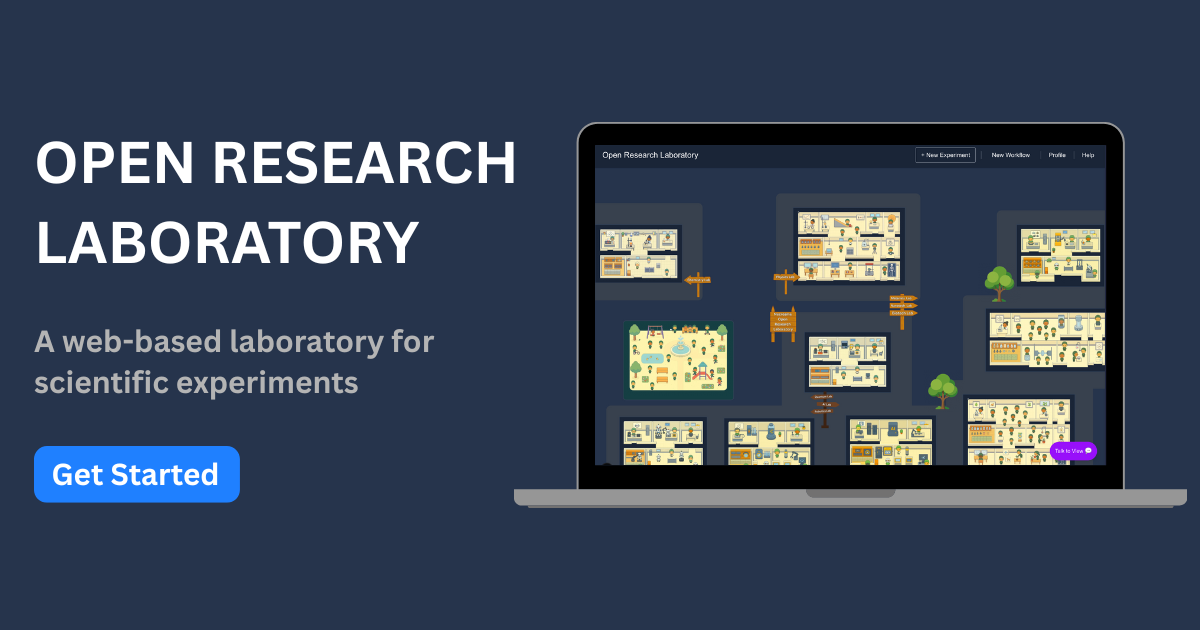 OPEN RESEARCH
LABORATORY
A web-based laboratory for
scientific experiments
Get Started
Open Research Laboratory
+ New Experiment
New Workflow
Profile
Help
Talk to View